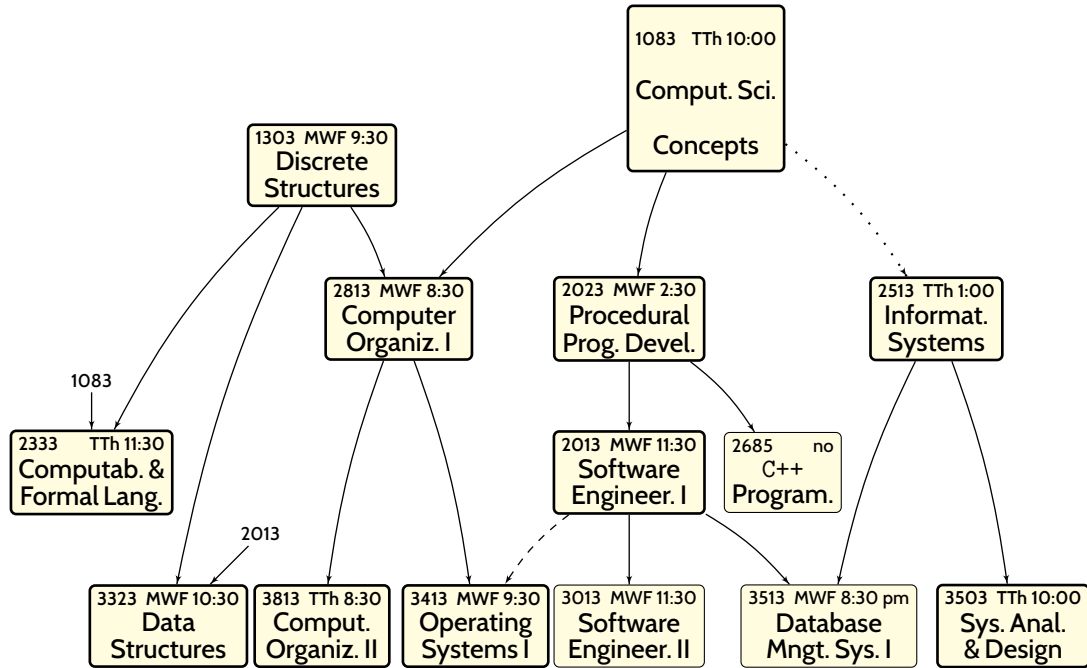 1083 TTh 10:00
Comput. Sci.
Concepts
1303 MWF 9:30
Discrete
Structures
2813 MWF 8:30
Computer
Organiz. I
2023 MWF 2:30
Procedural
Prog. Devel.
2513 TTh 1:00
Informat.
Systems
1083
2333 TTh 11:30
Computab. &
Formal Lang.
2013 MWF 11:30
Software
Engineer. I
2685 no
C++
Program.
2013
3323 MWF 10:30
Data
Structures
3813 TTh 8:30
Comput.
Organiz. II
3413 MWF 9:30
Operating
Systems I
3013 MWF 11:30
Software
Engineer. II
3513 MWF 8:30 pm
Database
Mngt. Sys. I
3503 TTh 10:00
Sys. Anal.
& Design